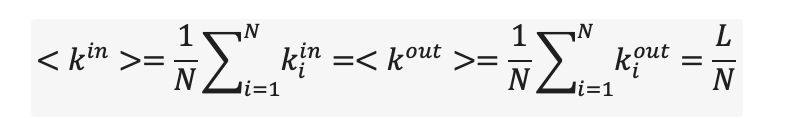 < k^{in} >= \frac{1}{N} \sum_{i=1}^{N} k_i^{in} =< k^{out} >= \frac{1}{N} \sum_{i=1}^{N} k_i^{out} = \frac{L}{N}